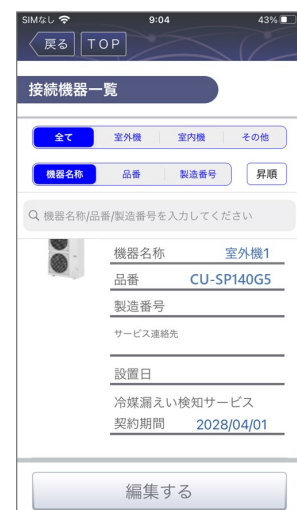 SIMなし 9:04 43%
戻る TOP
接続機器一覧
全て 室外機 室内機 その他
機器名称 品番 製造番号 昇順
機器名称/品番/製造番号を入力してください
機器名称 室外機1
品番 CU-SP140G5
製造番号
サービス連絡先
設置日
冷媒漏えい検知サービス
契約期間 2028/04/01
編集する